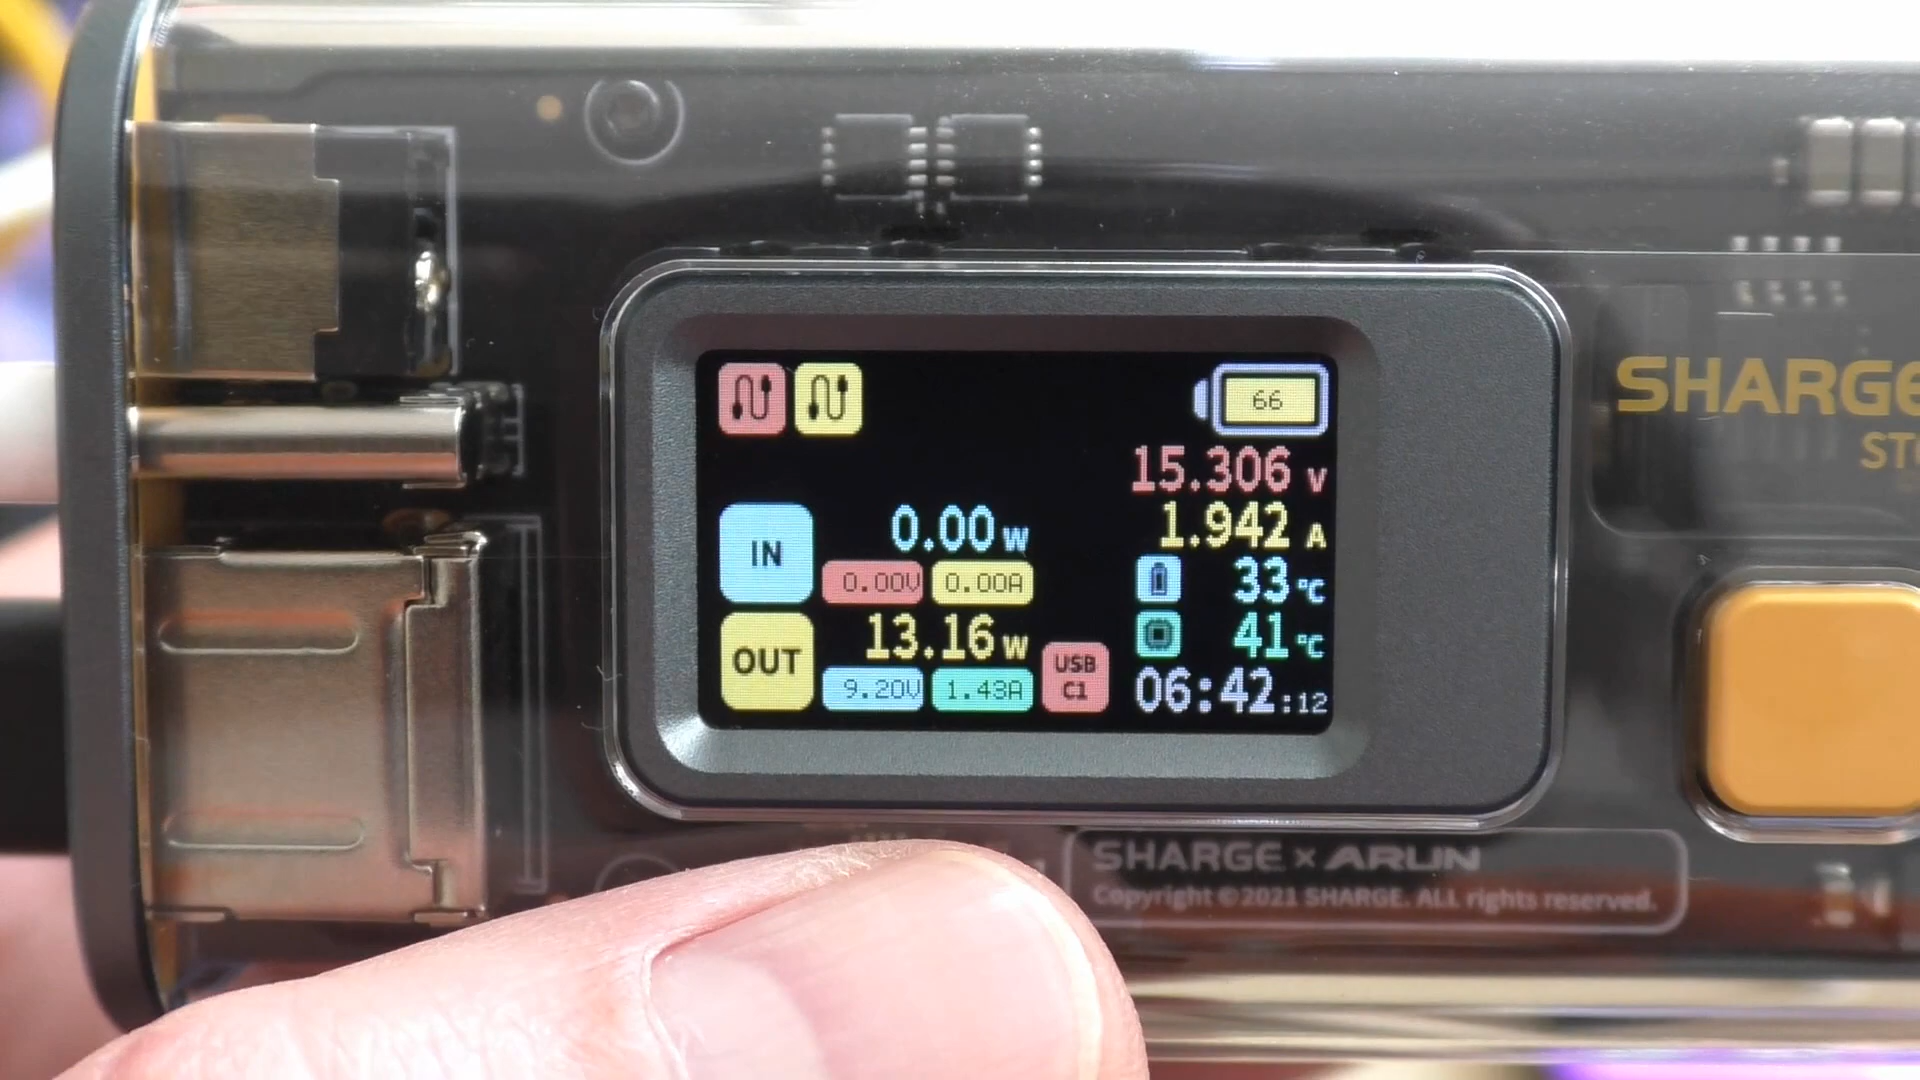 66
15.306 V
1.942 A
IN
0.00 W
0.00V 0.00A
33 °C
41 °C
OUT
13.16 W
9.20V 1.43A
USB
C1
06:42:12
SHARGE
SHARGE x ARUN
Copyright ©2021 SHARGE. ALL rights reserved.